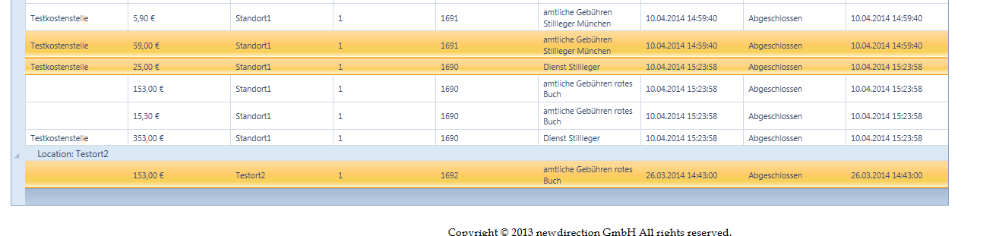 Testkostenstelle 5,90 € Standort1 1 1691 amtliche Gebühren Stillleger München 10.04.2014 14:59:40 Abgeschlossen 10.04.2014 14:59:40
Testkostenstelle 59,00 € Standort1 1 1691 amtliche Gebühren Stillleger München 10.04.2014 14:59:40 Abgeschlossen 10.04.2014 14:59:40
Testkostenstelle 25,00 € Standort1 1 1690 Dienst Stillleger 10.04.2014 15:23:58 Abgeschlossen 10.04.2014 15:23:58
153,00 € Standort1 1 1690 amtliche Gebühren rotes Buch 10.04.2014 15:23:58 Abgeschlossen 10.04.2014 15:23:58
15,30 € Standort1 1 1690 amtliche Gebühren rotes Buch 10.04.2014 15:23:58 Abgeschlossen 10.04.2014 15:23:58
Testkostenstelle 353,00 € Standort1 1 1690 Dienst Stillleger 10.04.2014 15:23:58 Abgeschlossen 10.04.2014 15:23:58
Location: Testort2
153,00 € Testort2 1 1692 amtliche Gebühren rotes Buch 26.03.2014 14:43:00 Abgeschlossen 26.03.2014 14:43:00
Copyright © 2013 newdirection GmbH All rights reserved.